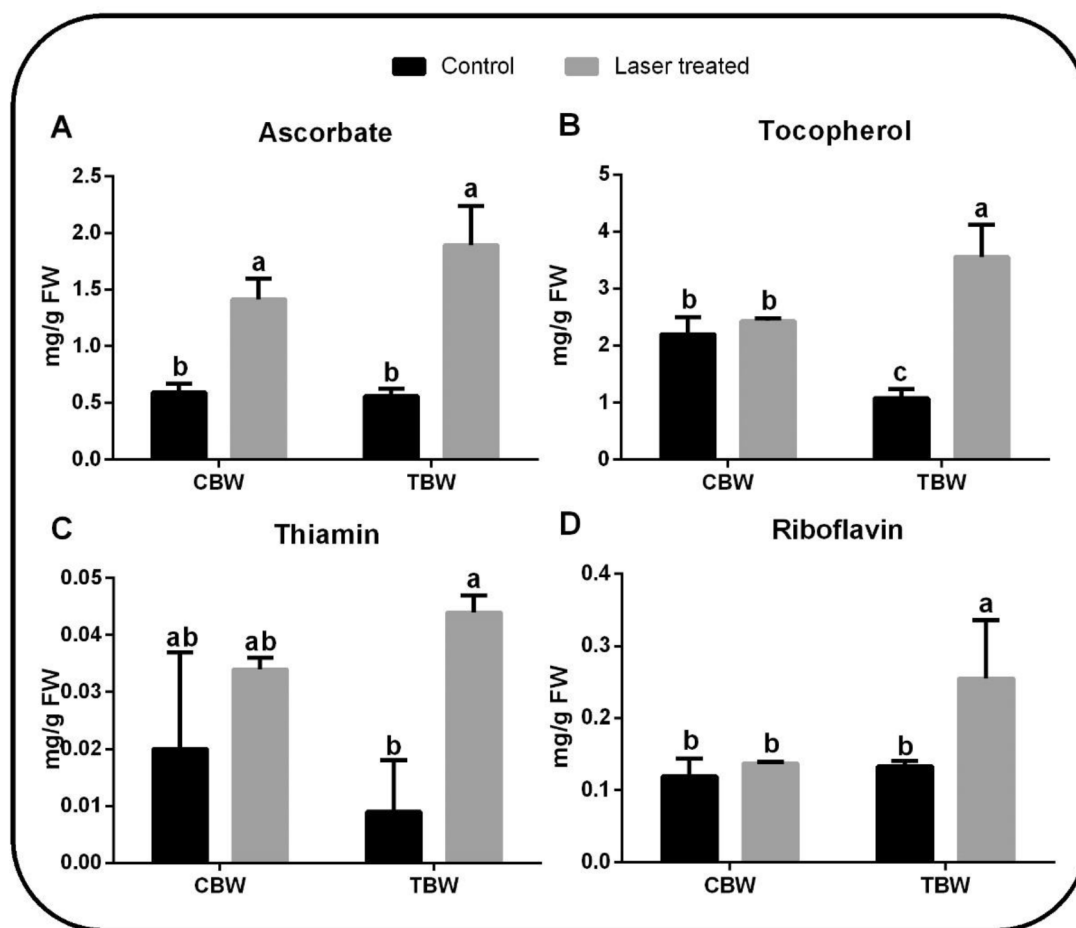 Control Laser treated
A Ascorbate
mg/g FW
2.5
2.0
1.5
1.0
0.5
0.0
b
a
b
a
CBW TBW
B Tocopherol
mg/g FW
5
4
3
2
1
0
b
b
c
a
CBW TBW
C Thiamin
mg/g FW
0.05
0.04
0.03
0.02
0.01
0.00
ab
ab
b
a
CBW TBW
D Riboflavin
mg/g FW
0.4
0.3
0.2
0.1
0.0
b
b
b
a
CBW TBW